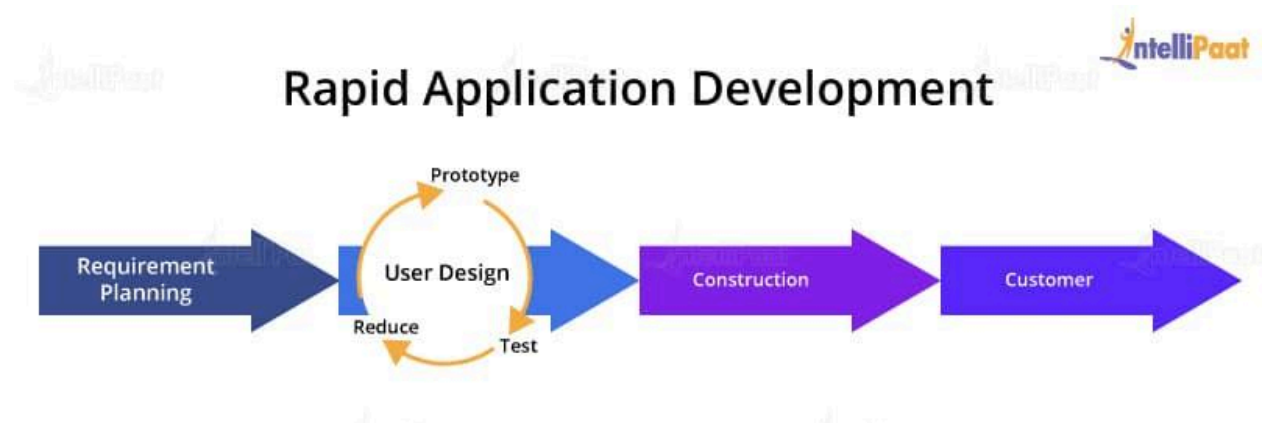 IntelliPaat
Rapid Application Development
Prototype
Requirement
Planning
User Design
Reduce
Test
Construction
Customer